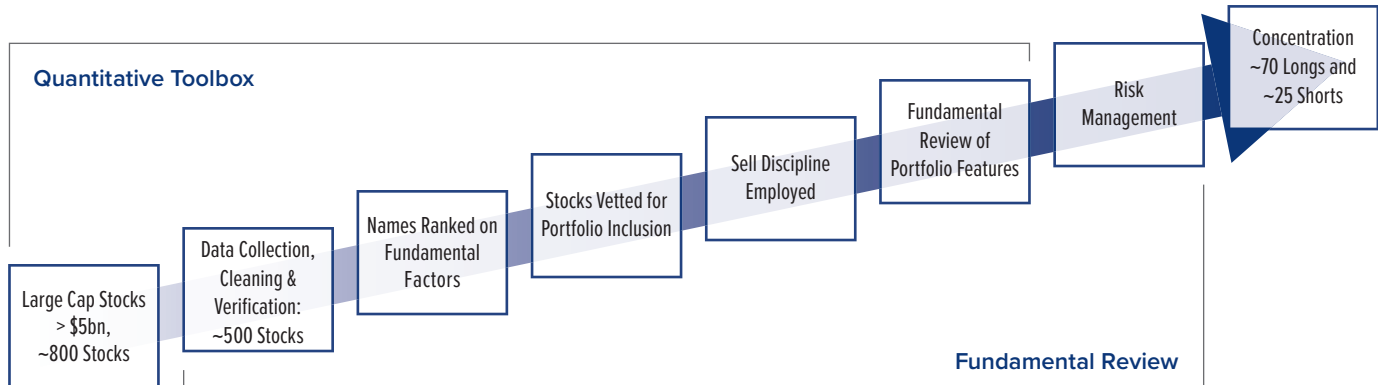 Quantitative Toolbox
Large Cap Stocks
> $5bn,
~800 Stocks
Data Collection,
Cleaning &
Verification:
~500 Stocks
Names Ranked on
Fundamental
Factors
Stocks Vetted for
Portfolio Inclusion
Sell Discipline
Employed
Fundamental
Review of
Portfolio Features
Risk
Management
Concentration
~70 Longs and
~25 Shorts
Fundamental Review